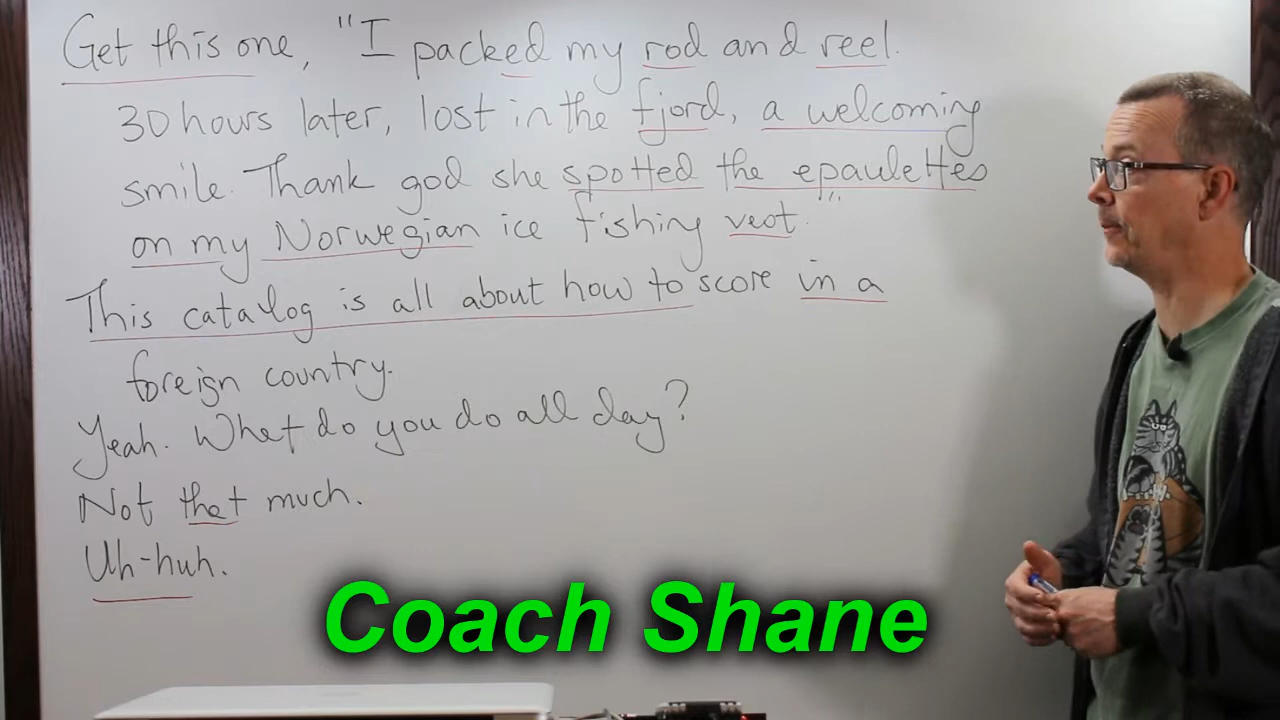 Get this one, "I packed my rod and reel.
30 hours later, lost in the fjord, a welcoming
smile. Thank god she spotted the epaulettes
on my Norwegian ice fishing vest."
This catalog is all about how to score in a
foreign country.
Yeah. What do you do all day?
Not that much.
Uh-huh.
Coach Shane